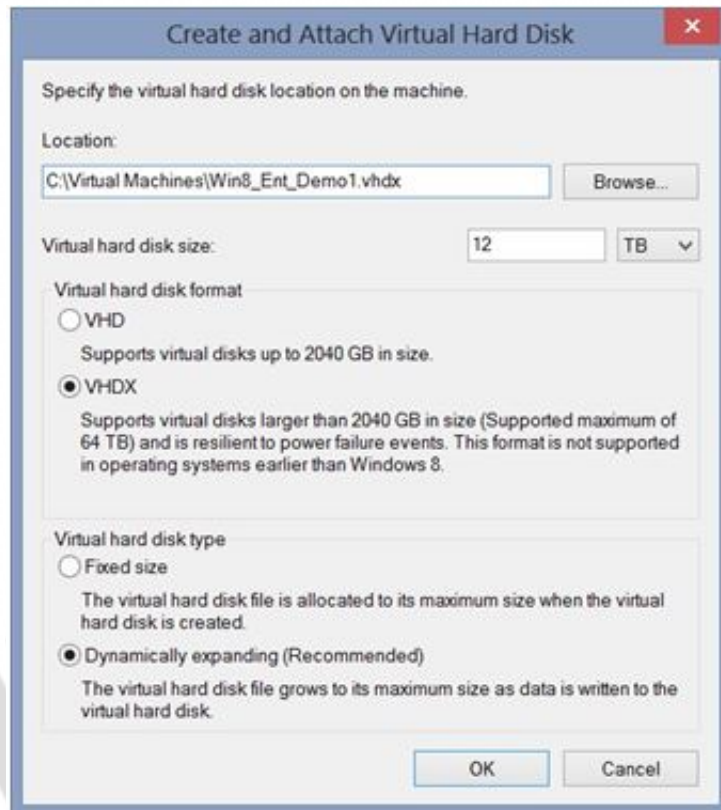 Create and Attach Virtual Hard Disk
Specify the virtual hard disk location on the machine.
Location:
C:\Virtual Machines\Win8_Ent_Demo1.vhdx
Browse...
Virtual hard disk size:
12
TB
Virtual hard disk format
VHD
Supports virtual disks up to 2040 GB in size.
VHDX
Supports virtual disks larger than 2040 GB in size (Supported maximum of
64 TB) and is resilient to power failure events. This format is not supported
in operating systems earlier than Windows 8.
Virtual hard disk type
Fixed size
The virtual hard disk file is allocated to its maximum size when the virtual
hard disk is created.
Dynamically expanding (Recommended)
The virtual hard disk file grows to its maximum size as data is written to the
virtual hard disk.
OK
Cancel